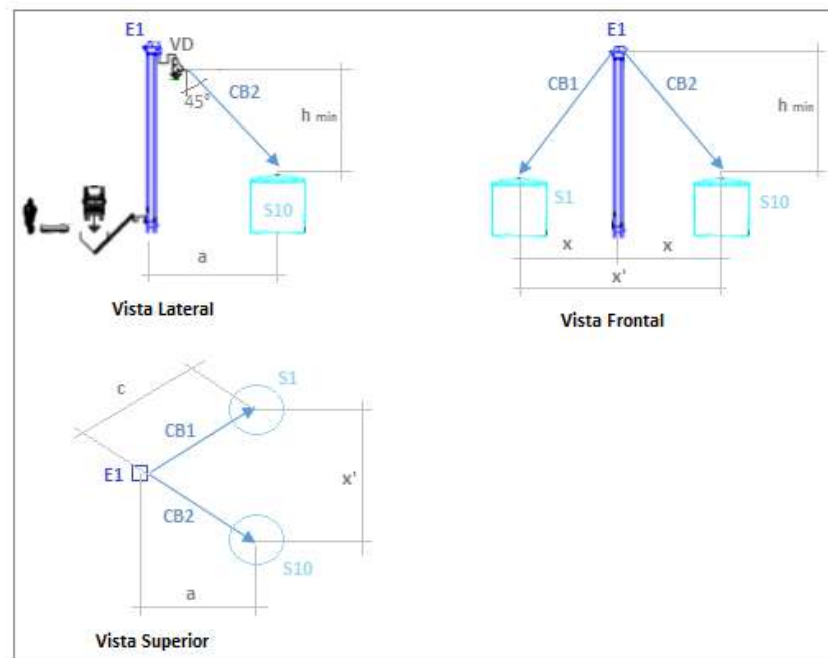 E1
VD
45°
CB2
h min
S10
a
Vista Lateral
E1
CB1
CB2
h min
S1
S10
x
x
x'
Vista Frontal
c
S1
CB1
E1
x'
CB2
S10
a
Vista Superior